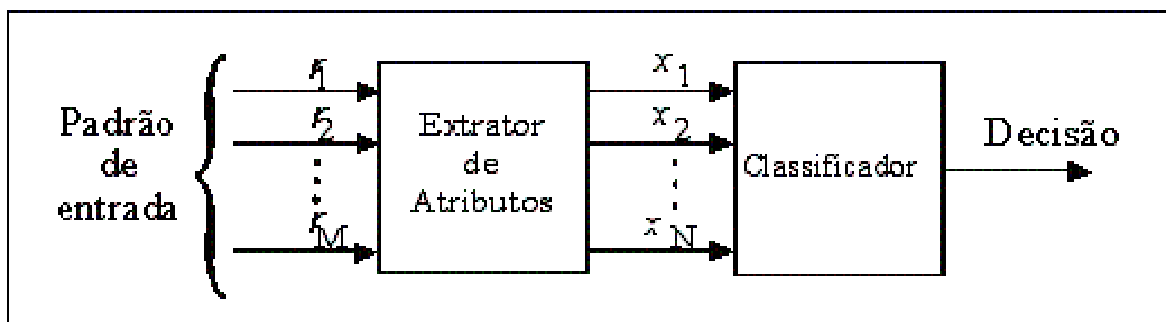 Padrão
de
entrada
r1
r2
rM
Extrator
de
Atributos
x1
x2
xN
Classificador
Decisão